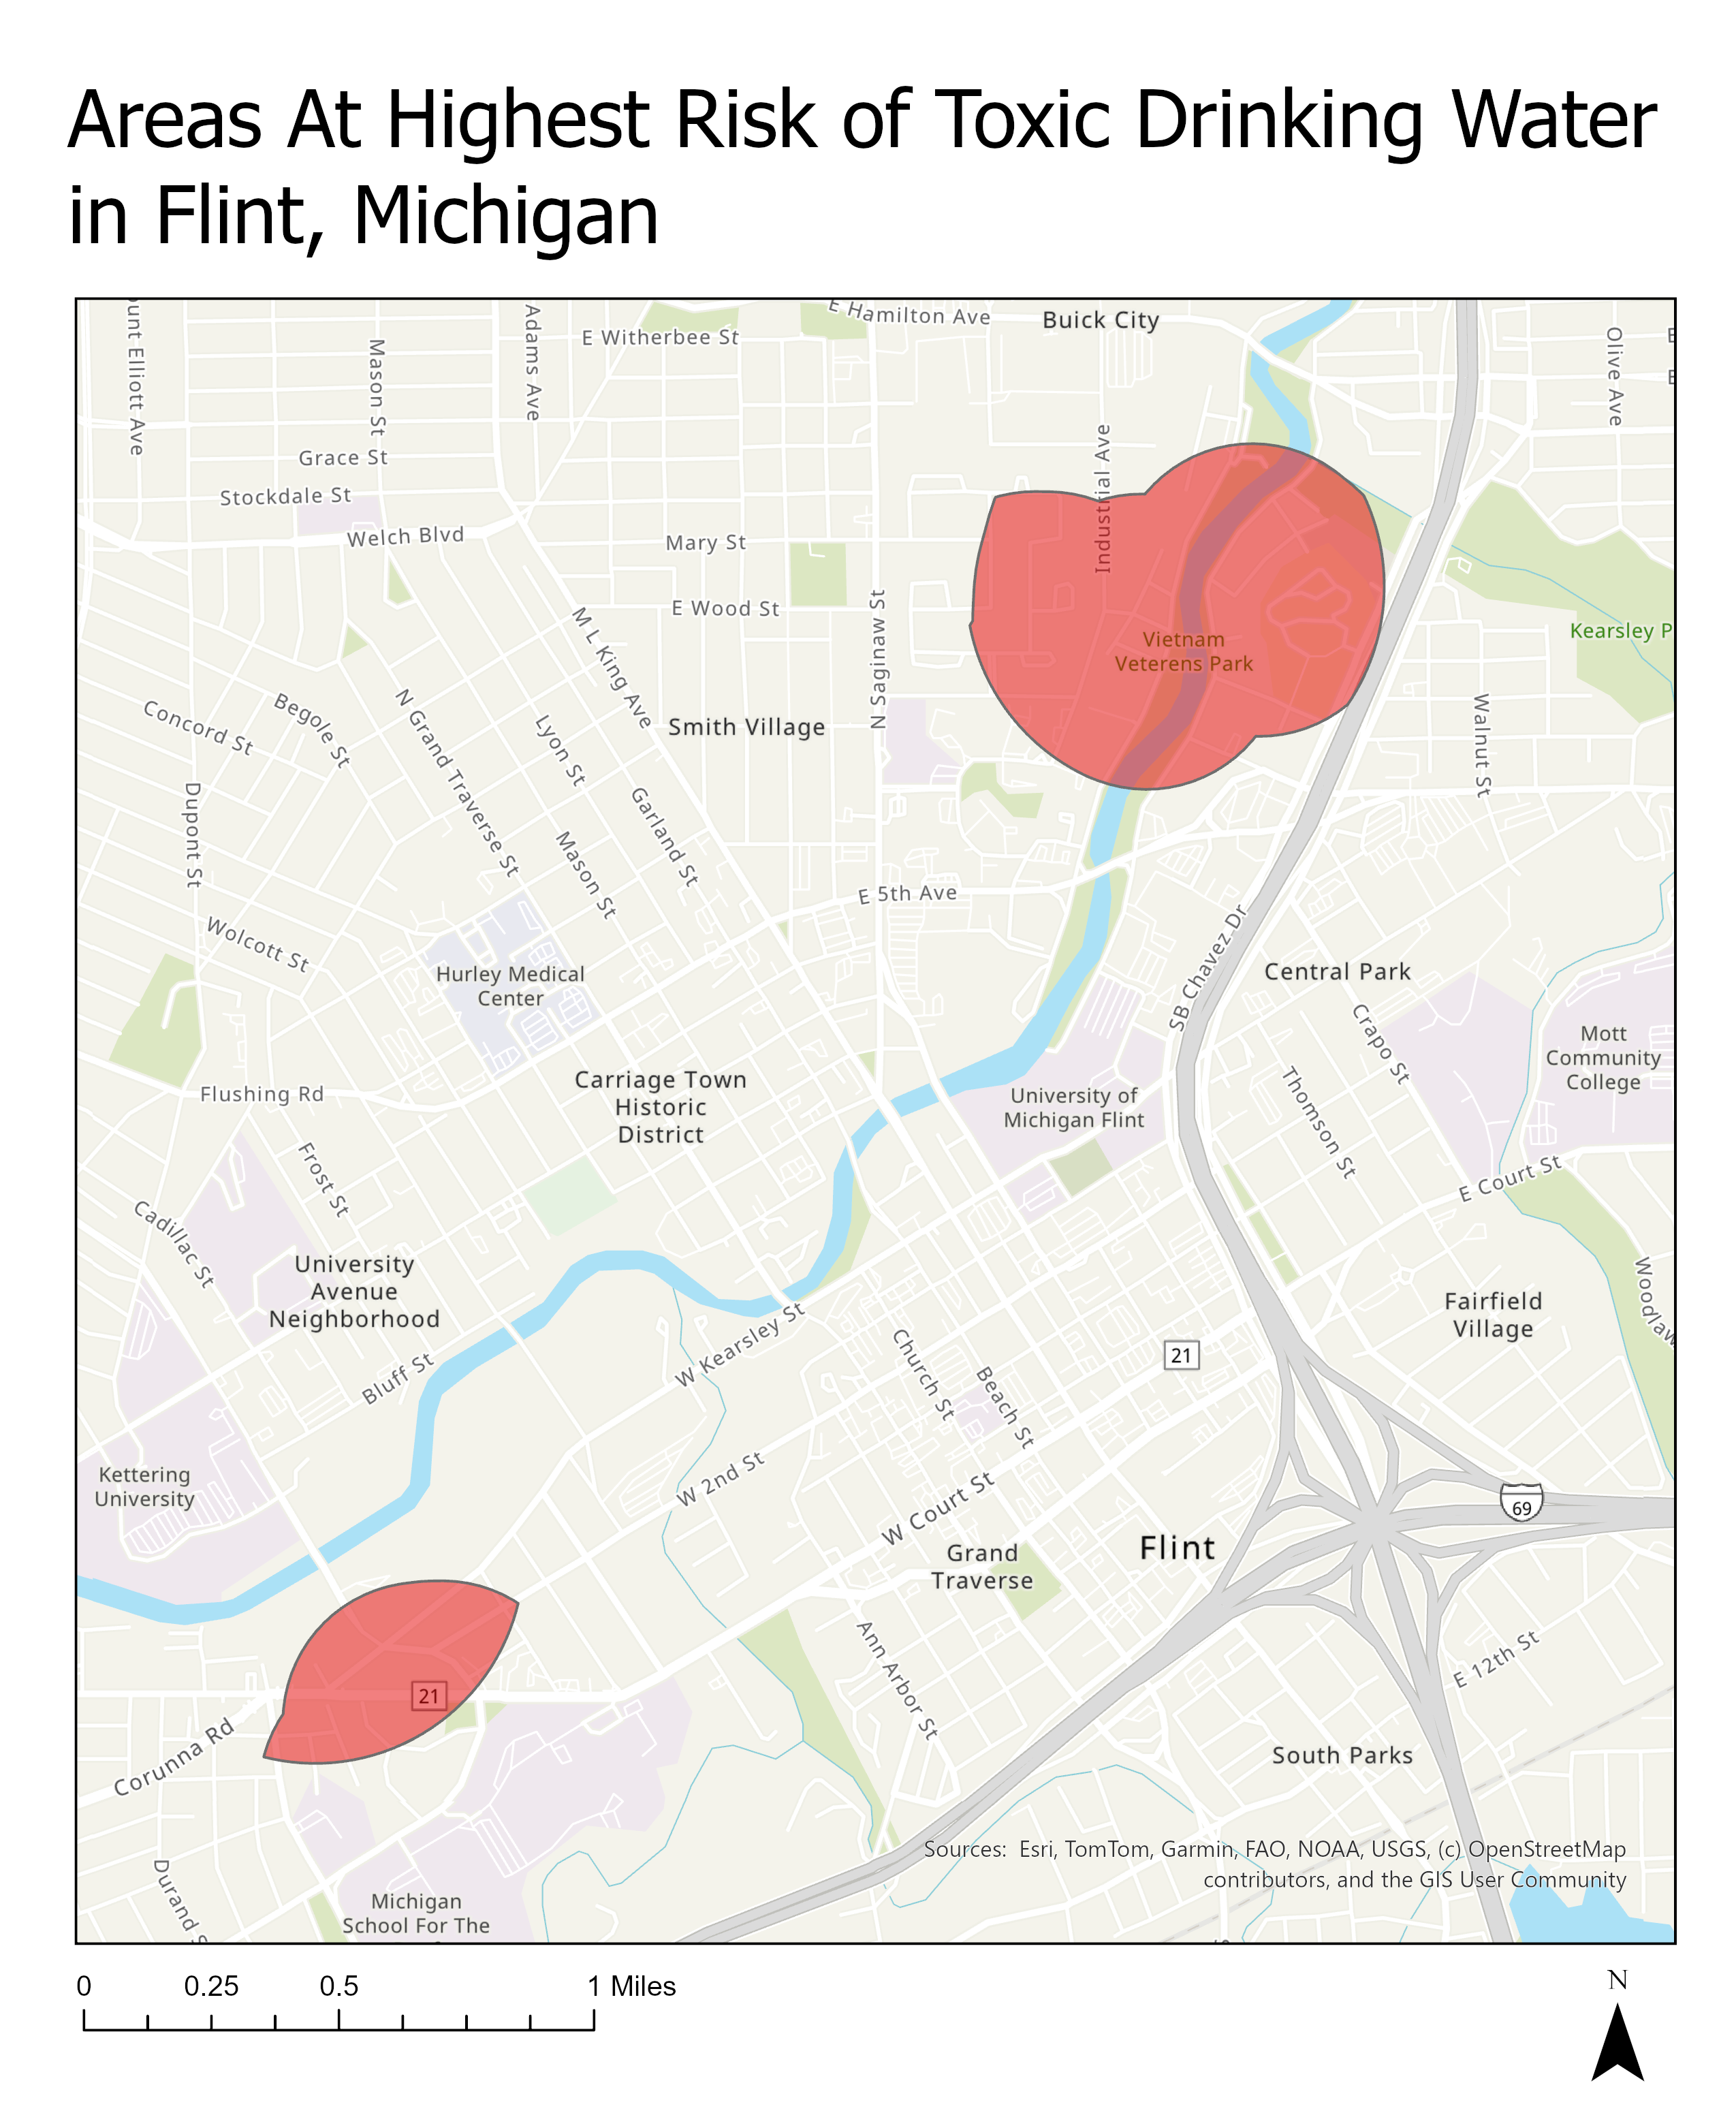 Areas At Highest Risk of Toxic Drinking Water
in Flint, Michigan
E Hamilton Ave
Buick City
E Witherbee St
Adams Ave
Mason St
Olive Ave
Grace St
Stockdale St
Welch Blvd
Mary St
Industrial Ave
E Wood St
M L King Ave
N Saginaw St
Vietnam
Veterens Park
Kearsley P
Concord St
Begole St
N Grand Traverse St
Lyon St
Smith Village
Walnut St
Dupont St
Garland St
Mason St
E 5th Ave
Wolcott St
Hurley Medical
Center
SB Chavez Dr
Central Park
Crapo St
Mott
Community
College
Flushing Rd
Carriage Town
Historic
District
University of
Michigan Flint
Thomson St
Frost St
E Court St
Cadillac St
University
Avenue
Neighborhood
Fairfield
Village
Bluff St
W Kearsley St
Church St
Beach St
21
Kettering
University
W 2nd St
W Court St
69
Flint
Grand
Traverse
Ann Arbor St
E 12th St
21
Corunna Rd
South Parks
Durand S
Michigan
School For The
Sources: Esri, TomTom, Garmin, FAO, NOAA, USGS, (c) OpenStreetMap
contributors, and the GIS User Community
0 0.25 0.5 1 Miles
N